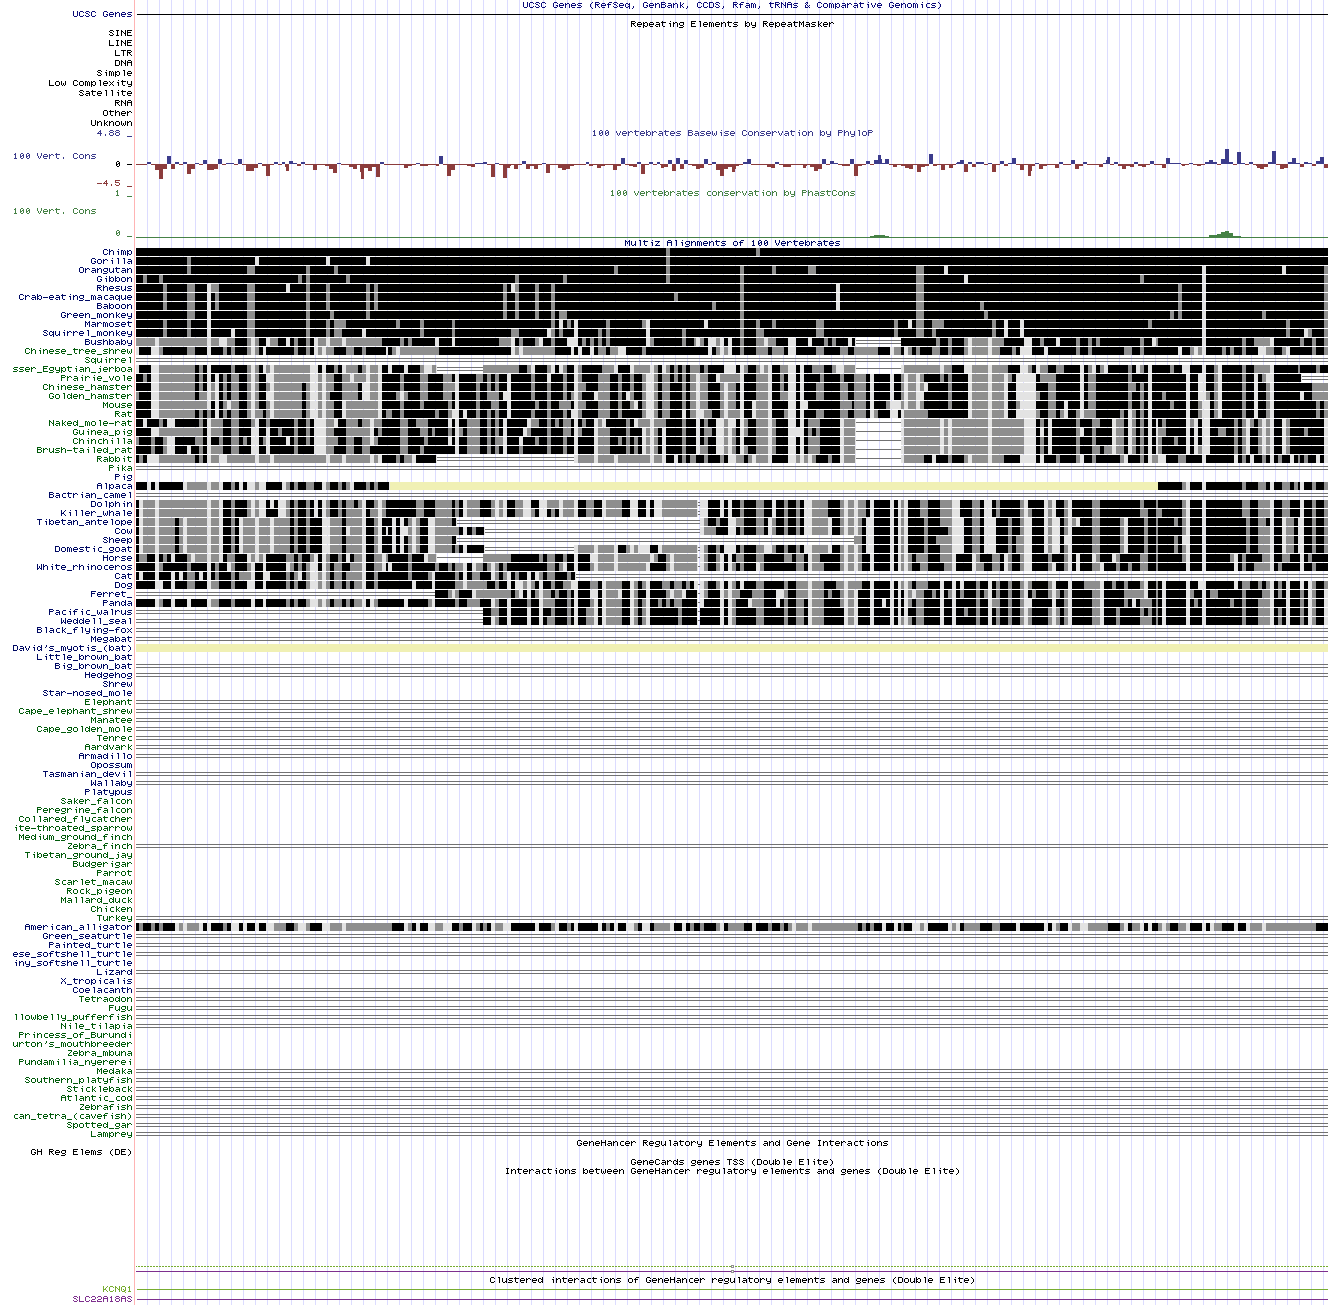 UCSC Genes (RefSeq, GenBank, CCDS, Rfam, tRNAs & Comparative Genomics)
UCSC Genes
Repeating Elements by RepeatMasker
SINE
LINE
LTR
DNA
Simple
Low Complexity
Satellite
RNA
Other
Unknown
4.88 _
100 vertebrates Basewise Conservation by PhyloP
100 Vert. Cons
0 _
-4.5 _
1 _
100 vertebrates conservation by PhastCons
100 Vert. Cons
0 _
Multiz Alignments of 100 Vertebrates
Chimp
Gorilla
Orangutan
Gibbon
Rhesus
Crab-eating_macaque
Baboon
Green_monkey
Marmoset
Squirrel_monkey
Bushbaby
Chinese_tree_shrew
Squirrel
sser_Egyptian_jerboa
Prairie_vole
Chinese_hamster
Golden_hamster
Mouse
Rat
Naked_mole-rat
Guinea_pig
Chinchilla
Brush-tailed_rat
Rabbit
Pika
Pig
Alpaca
Bactrian_camel
Dolphin
Killer_whale
Tibetan_antelope
Cow
Sheep
Domestic_goat
Horse
White_rhinoceros
Cat
Dog
Ferret_
Panda
Pacific_walrus
Weddell_seal
Black_flying-fox
Megabat
David's_myotis_(bat)
Little_brown_bat
Big_brown_bat
Hedgehog
Shrew
Star-nosed_mole
Elephant
Cape_elephant_shrew
Manatee
Cape_golden_mole
Tenrec
Aardvark
Armadillo
Opossum
Tasmanian_devil
Wallaby
Platypus
Saker_falcon
Peregrine_falcon
Collared_flycatcher
ite-throated_sparrow
Medium_ground_finch
Zebra_finch
Tibetan_ground_jay
Budgerigar
Parrot
Scarlet_macaw
Rock_pigeon
Mallard_duck
Chicken
Turkey
American_alligator
Green_seaturtle
Painted_turtle
ese_softshell_turtle
iny_softshell_turtle
Lizard
X_tropicalis
Coelacanth
Tetraodon
Fugu
llowbelly_pufferfish
Nile_tilapia
Princess_of_Burundi
urton's_mouthbreeder
Zebra_mbuna
Pundamilia_nyererei
Medaka
Southern_platyfish
Stickleback
Atlantic_cod
Zebrafish
can_tetra_(cavefish)
Spotted_gar
Lamprey
GeneHancer Regulatory Elements and Gene Interactions
GH Reg Elems (DE)
GeneCards genes TSS (Double Elite)
Interactions between GeneHancer regulatory elements and genes (Double Elite)
Clustered interactions of GeneHancer regulatory elements and genes (Double Elite)
KCNQ1
SLC22A18AS